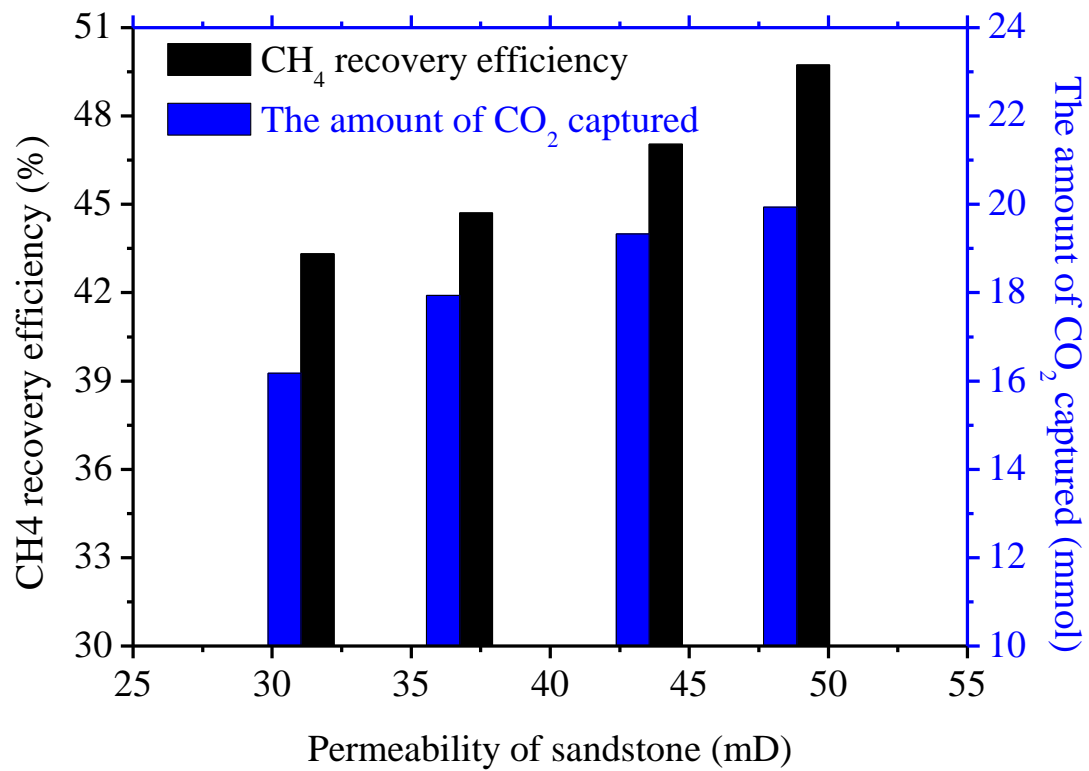 CH₄ recovery efficiency
The amount of CO₂ captured
CH4 recovery efficiency (%)
51
48
45
42
39
36
33
30
24
22
20
18
16
14
12
10
The amount of CO₂ captured (mmol)
25 30 35 40 45 50 55
Permeability of sandstone (mD)